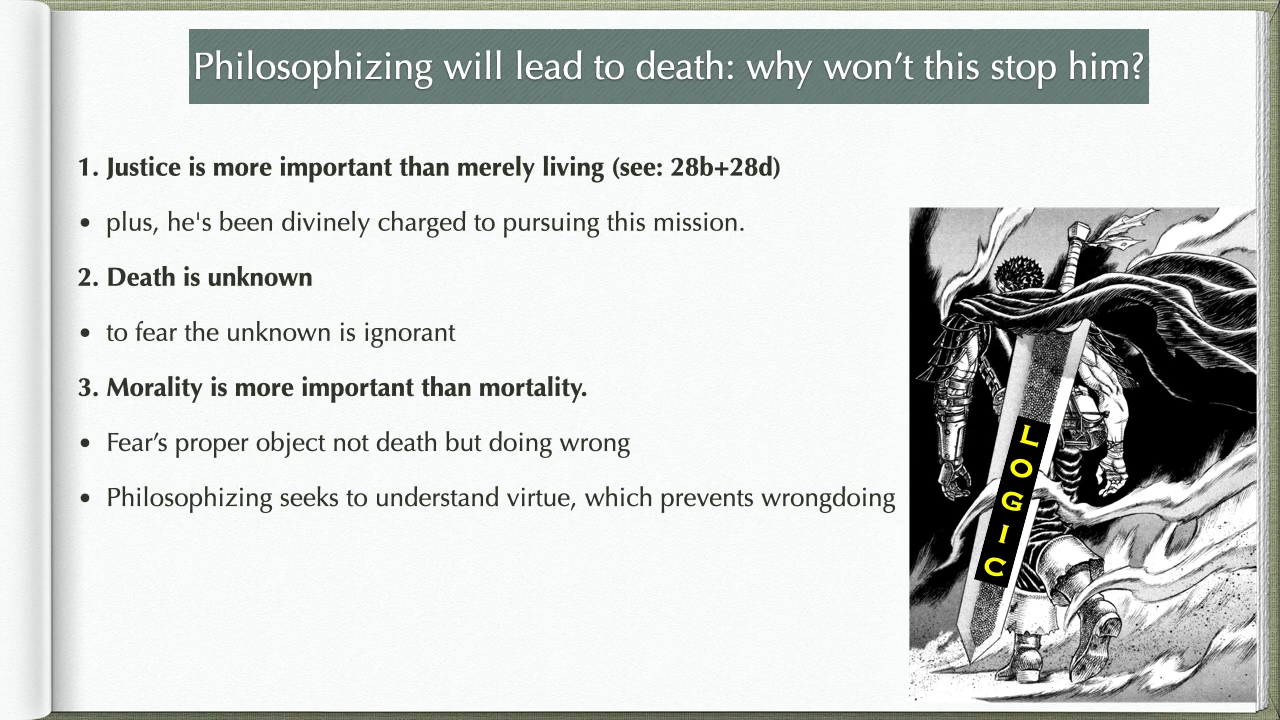 Philosophizing will lead to death: why won’t this stop him?
1. Justice is more important than merely living (see: 28b+28d)
• plus, he's been divinely charged to pursuing this mission.
2. Death is unknown
• to fear the unknown is ignorant
3. Morality is more important than mortality.
• Fear’s proper object not death but doing wrong
• Philosophizing seeks to understand virtue, which prevents wrongdoing
LOGIC